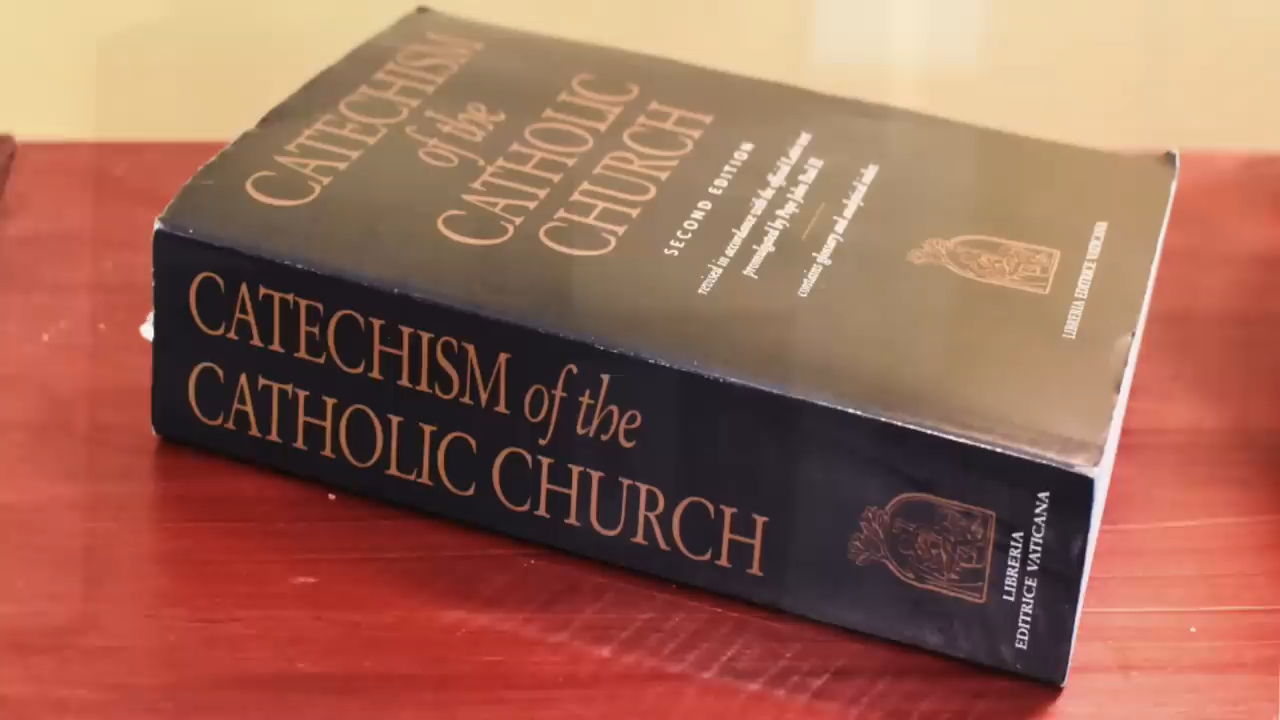 CATECHISM
of the
CATHOLIC
CHURCH
SECOND EDITION
revised in accordance with the official Latin text
promulgated by Pope John Paul II
contains glossary and analytical index
LIBRERIA EDITRICE VATICANA
CATECHISM of the
CATHOLIC CHURCH
LIBRERIA
EDITRICE VATICANA